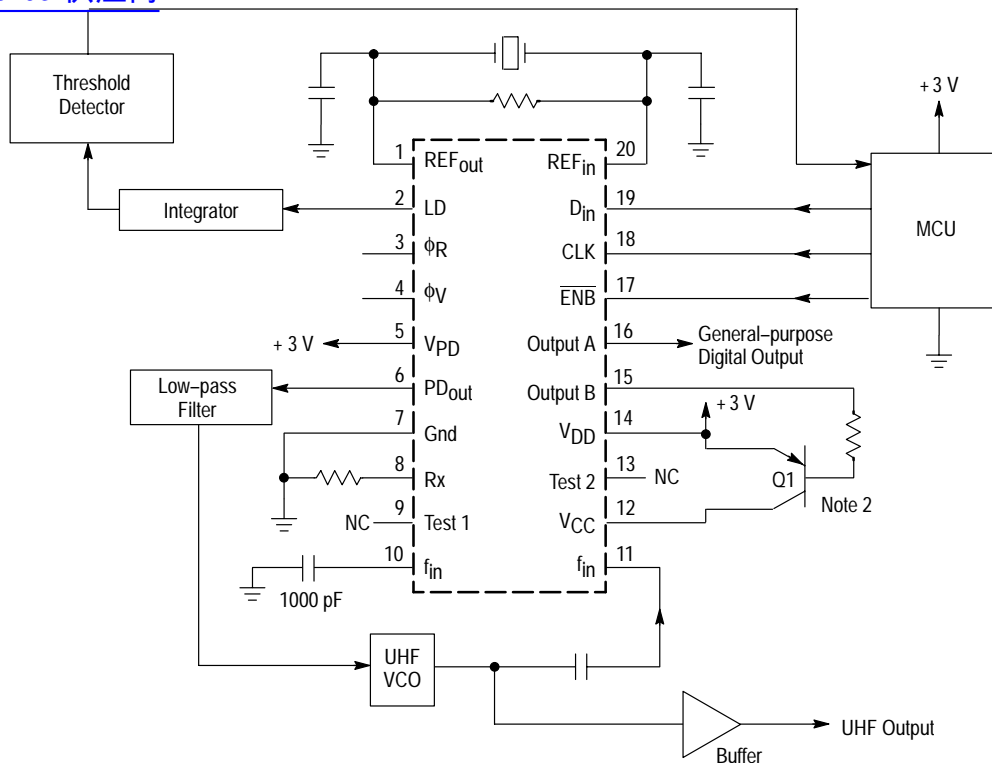 Threshold
Detector
+ 3 V
1
REFout
REFin
20
Integrator
2
LD
Din
19
MCU
3
ϕR
CLK
18
4
ϕV
ENB
17
+ 3 V
5
VPD
Output A
16
General–purpose
Digital Output
Low–pass
Filter
6
PDout
Output B
15
+ 3 V
7
Gnd
VDD
14
8
Rx
Test 2
13
NC
Q1
Note 2
NC
9
Test 1
VCC
12
10
fin
fin
11
1000 pF
UHF
VCO
UHF Output
Buffer